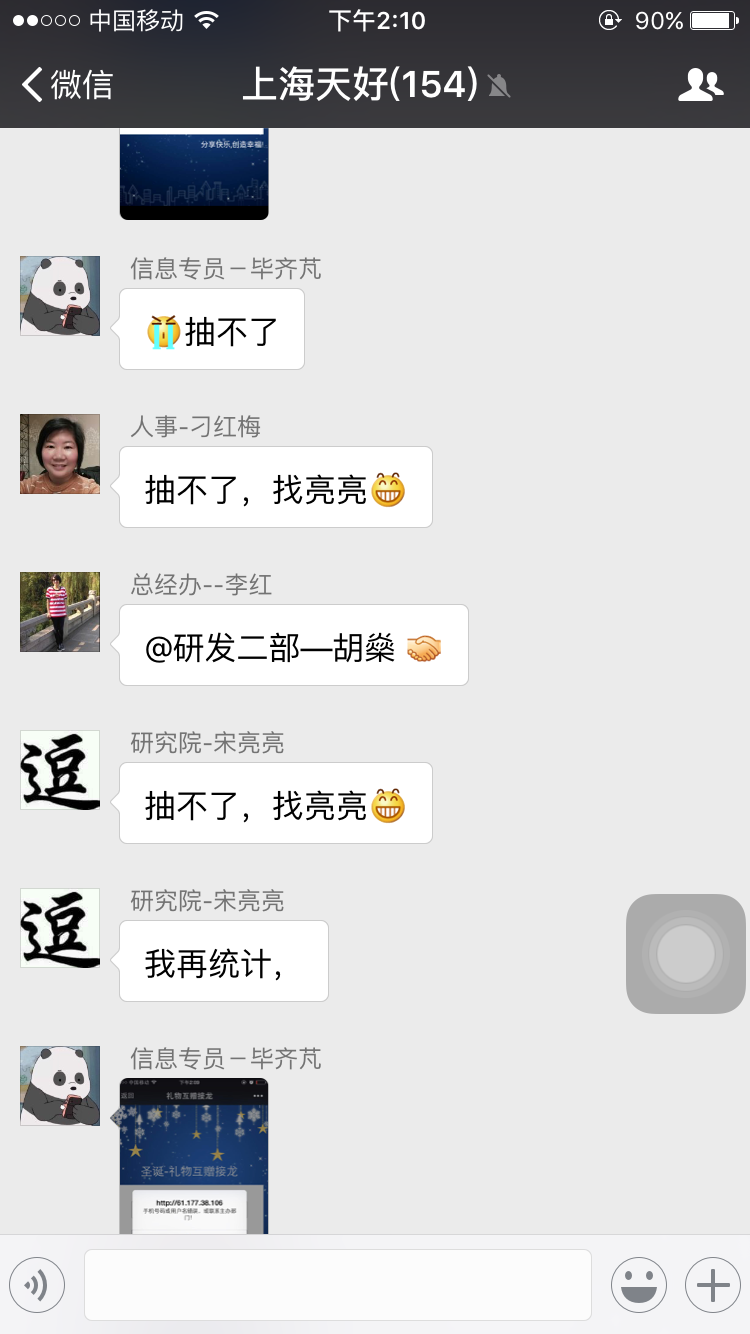 中国移动 下午2:10 90%
微信 上海天好(154)
分享快乐,创造幸福!
信息专员－毕齐芃
抽不了
人事-刁红梅
抽不了，找亮亮
总经办--李红
@研发二部—胡燊
逗
研究院-宋亮亮
抽不了，找亮亮
逗
研究院-宋亮亮
我再统计，
信息专员－毕齐芃
礼物互赠接龙
圣诞-礼物互赠接龙
http://61.177.38.106
手机号码或用户名错误，或联系主办部
门!